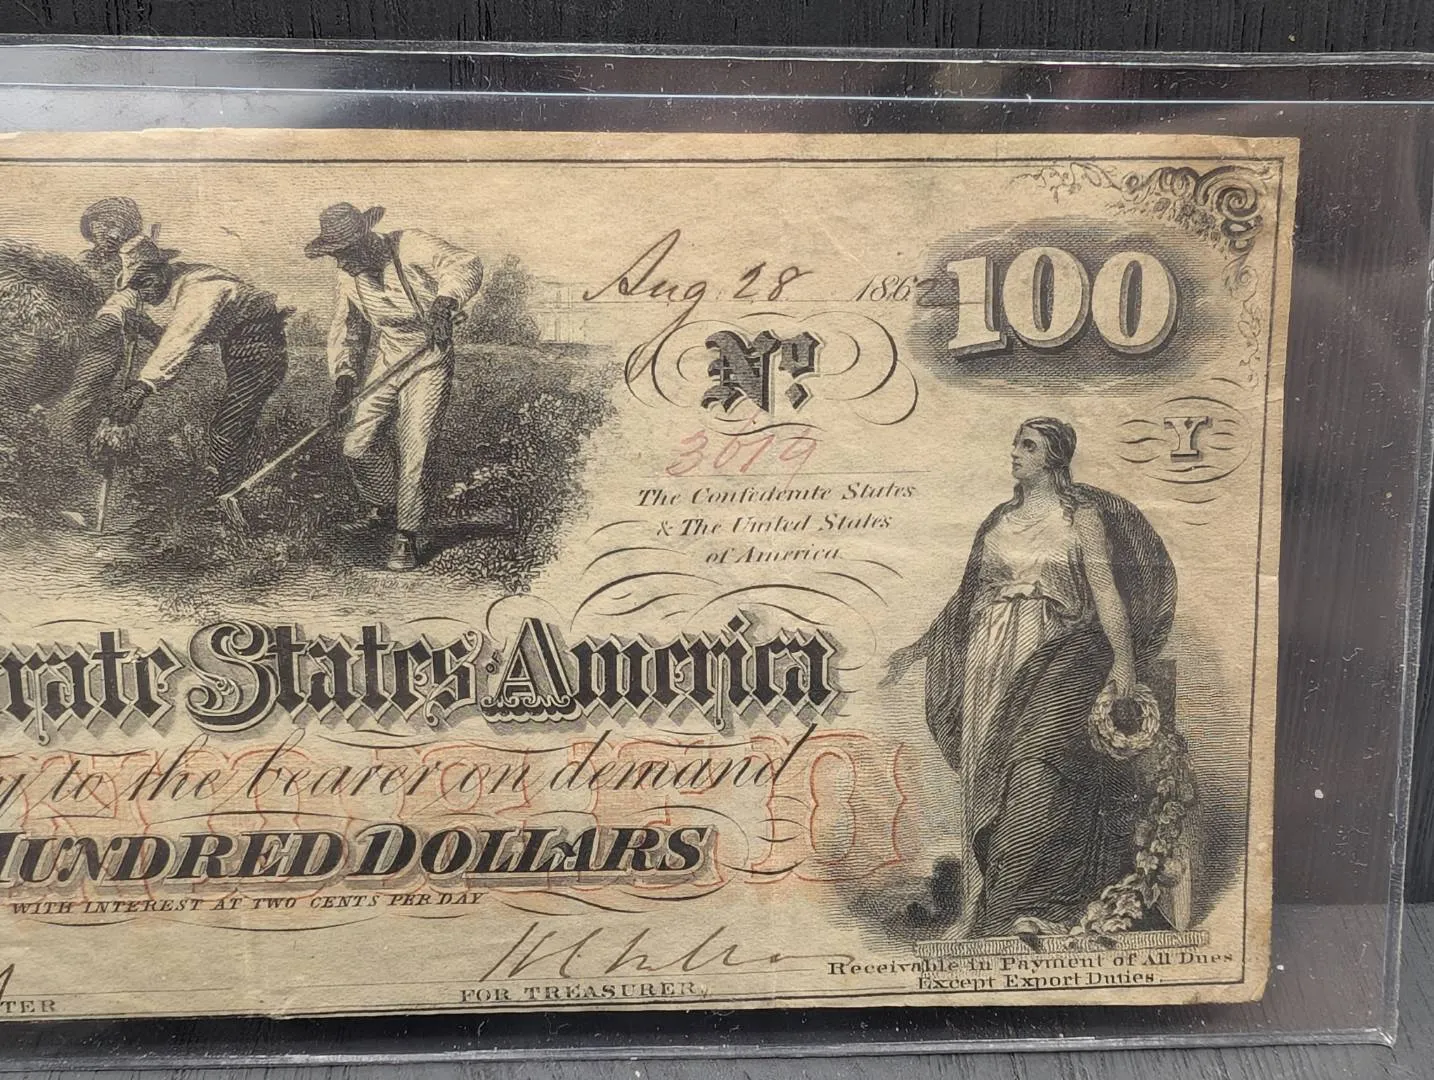 Aug. 28 1862
100
No.
Y
3679
The Confederate States
& The United States
of America
rate States OF America
y to the bearer on demand
HUNDRED DOLLARS
WITH INTEREST AT TWO CENTS PER DAY
TER
FOR TREASURER
Receivable in Payment of All Dues
Except Export Duties.